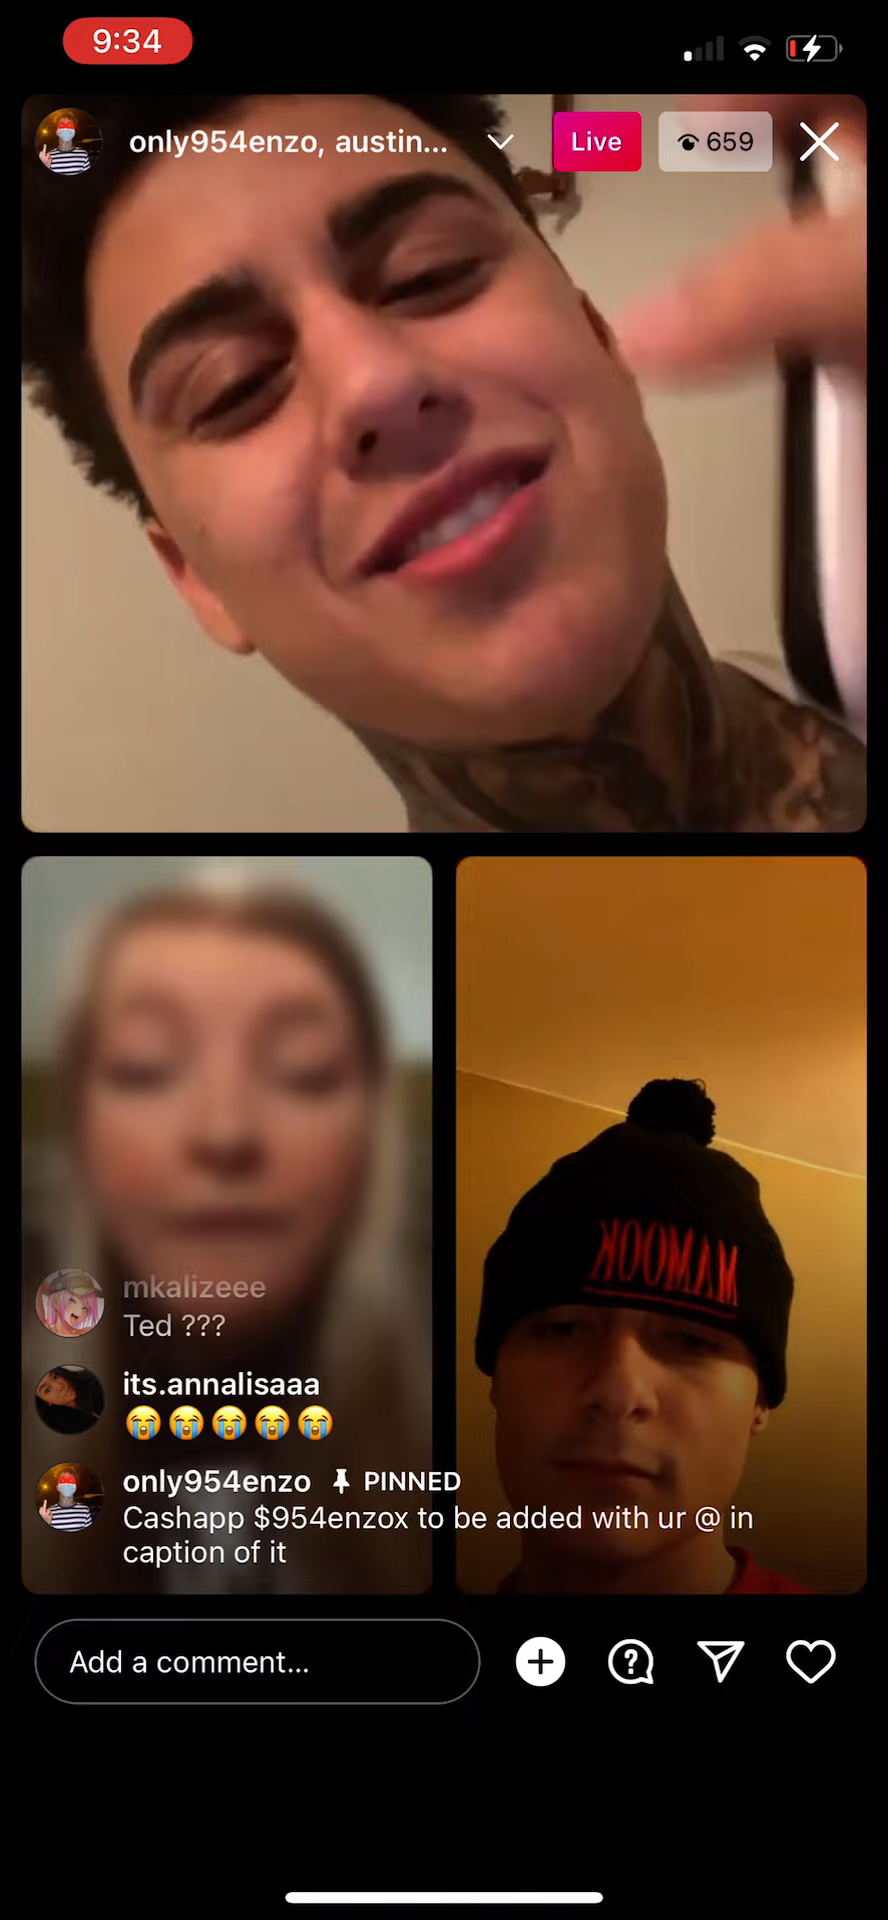 9:34
only954enzo, austin...
Live
659
MAMOOK
mkalizeee
Ted ???
its.annalisaaa
😭😭😭😭😭
only954enzo PINNED
Cashapp $954enzox to be added with ur @ in
caption of it
Add a comment...